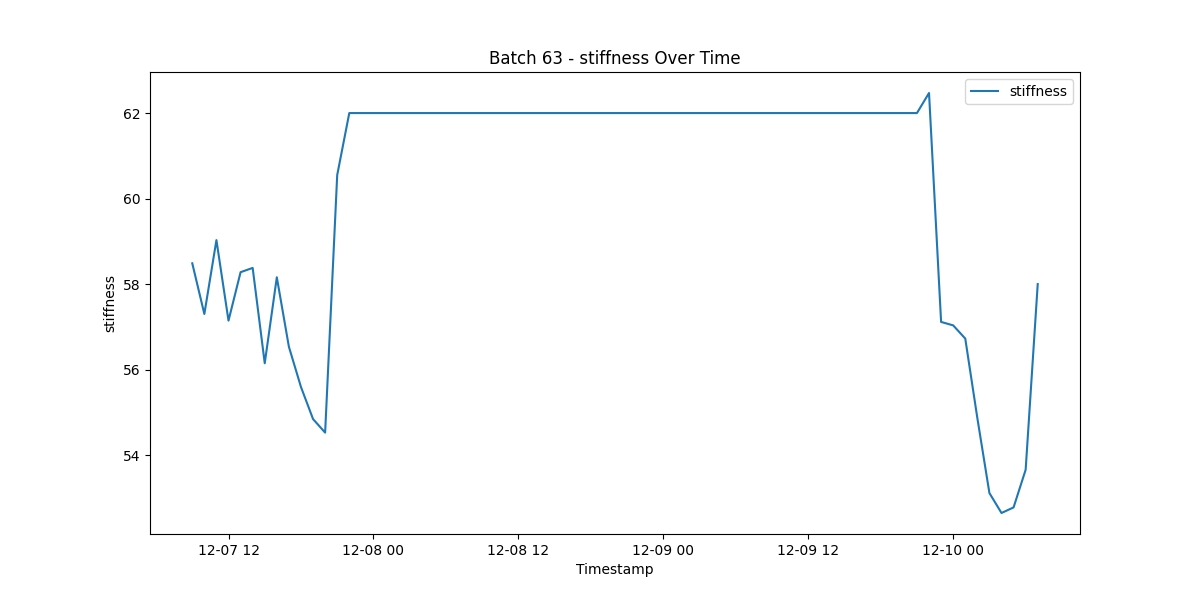 Batch 63 - stiffness Over Time
stiffness
62
60
58
56
54
stiffness
12-07 12
12-08 00
12-08 12
12-09 00
12-09 12
12-10 00
Timestamp